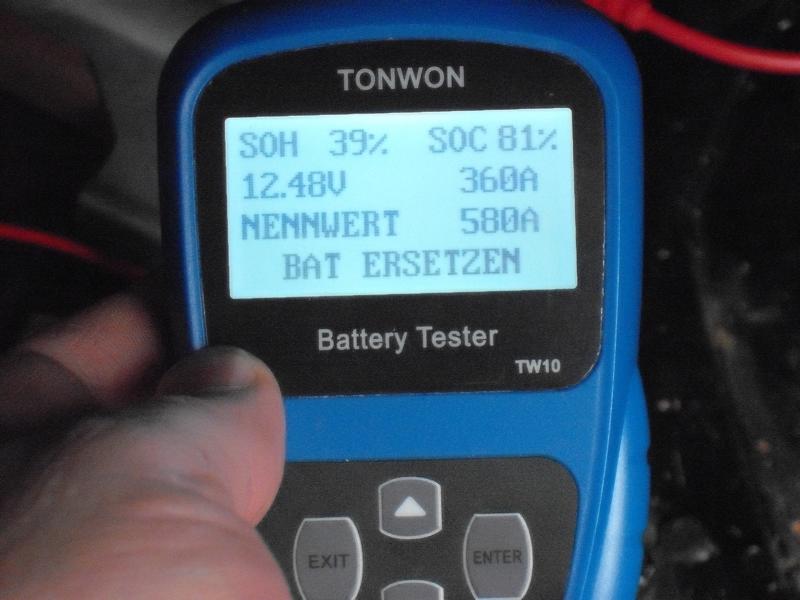 TONWON
SOH 39% SOC 81%
12.48V 360A
NENNWERT 580A
BAT ERSETZEN
Battery Tester
TW10
EXIT ENTER